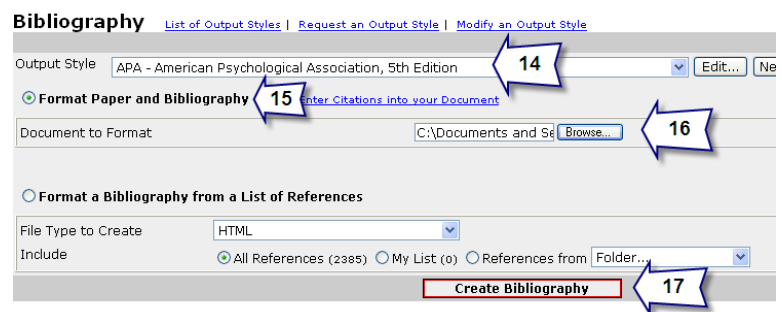 Bibliography List of Output Styles | Request an Output Style | Modify an Output Style
Output Style APA - American Psychological Association, 5th Edition 14 Edit... Ne
Format Paper and Bibliography 15 Enter Citations into your Document
Document to Format C:\Documents and Se Browse... 16
Format a Bibliography from a List of References
File Type to Create HTML
Include All References (2385) My List (0) References from Folder...
Create Bibliography 17